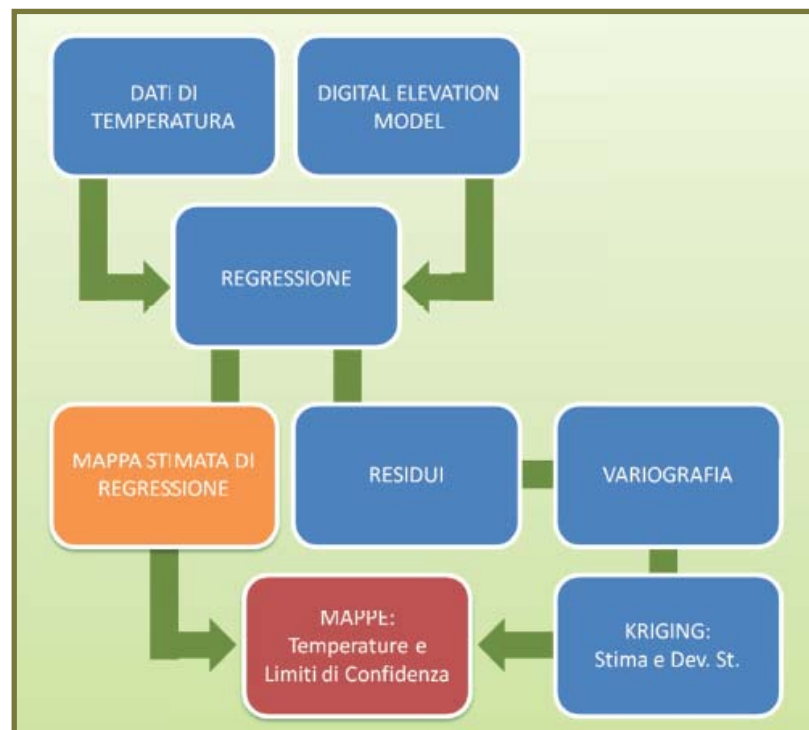 DATI DI
TEMPERATURA
DIGITAL ELEVATION
MODEL
REGRESSIONE
MAPPA STIMATA DI
REGRESSIONE
RESIDUI
VARIOGRAFIA
MAPPE:
Temperature e
Limiti di Confidenza
KRIGING:
Stima e Dev. St.